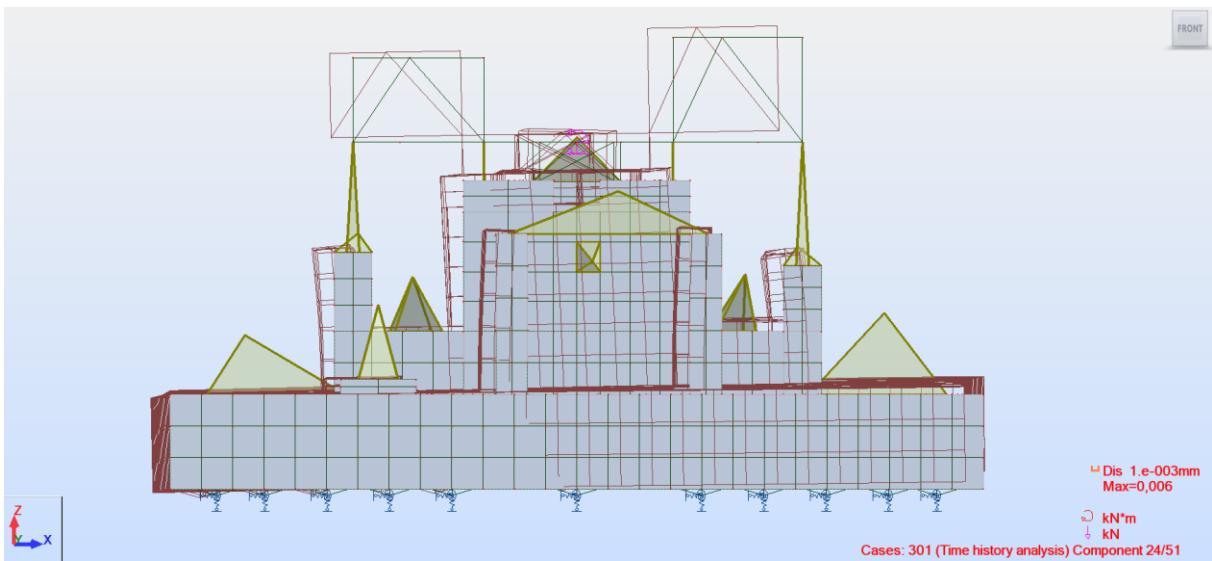 FRONT
Dis 1.e-003mm
Max=0,006
kN*m
kN
Cases: 301 (Time history analysis) Component 24/51
Z
Y
X